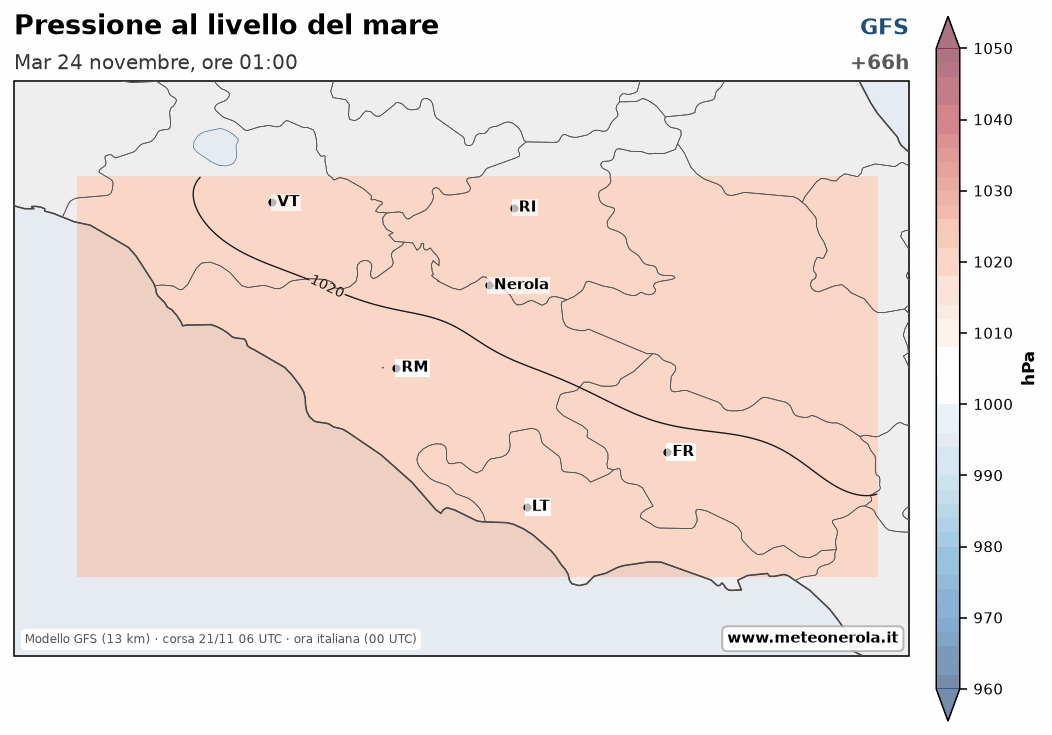 Pressione al livello del mare
GFS
Mar 24 novembre, ore 01:00
+66h
1050
1040
1030
1020
1010
1000
990
980
970
960
hPa
VT
RI
1020
Nerola
RM
FR
LT
Modello GFS (13 km) · corsa 21/11 06 UTC · ora italiana (00 UTC)
www.meteonerola.it